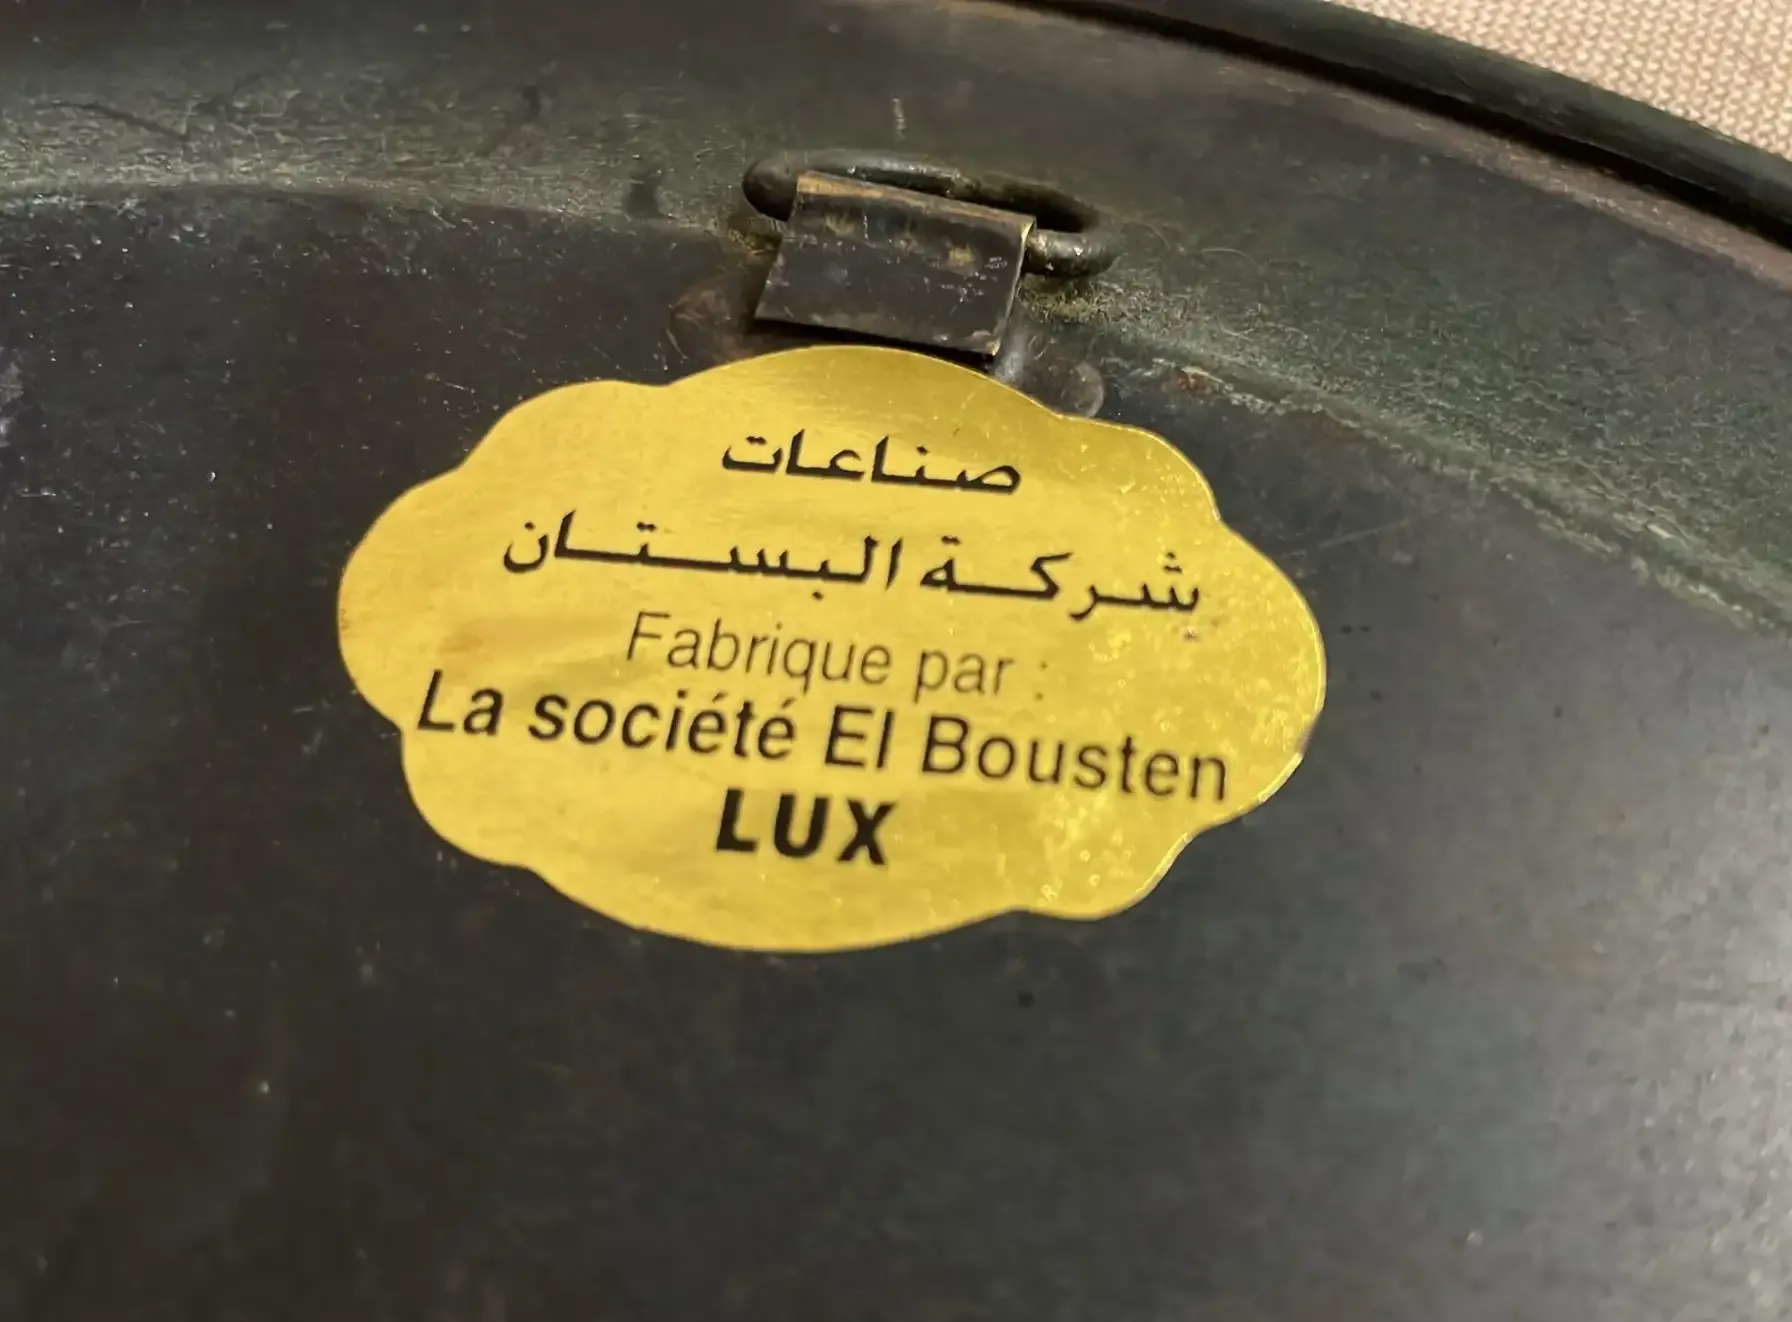 صناعات
شركة البستان
Fabrique par :
La société El Bousten
LUX